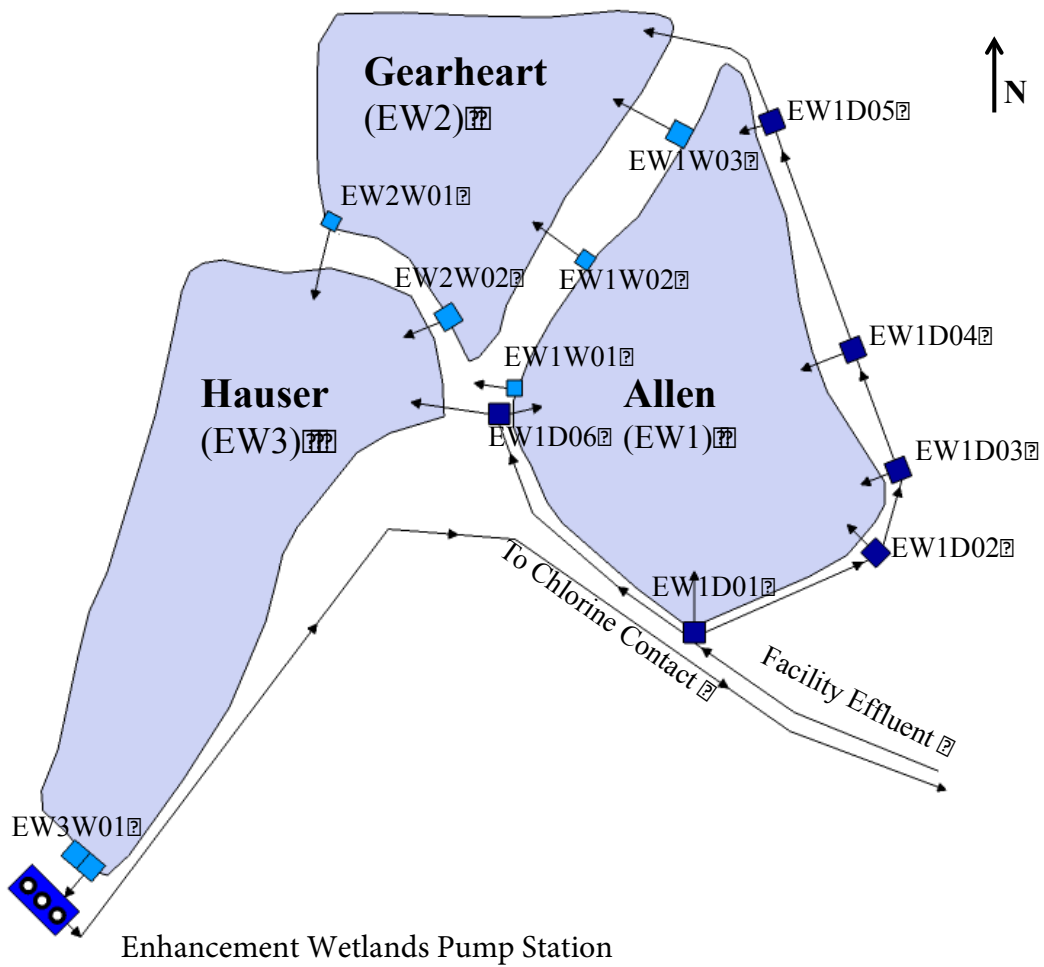 Gearheart
(EW2)
N
EW1D05
EW1W03
EW2W01
EW2W02
EW1W02
EW1D04
EW1W01
Hauser
(EW3)
Allen
(EW1)
EW1D06
EW1D03
EW1D02
EW1D01
To Chlorine Contact
Facility Effluent
EW3W01
Enhancement Wetlands Pump Station